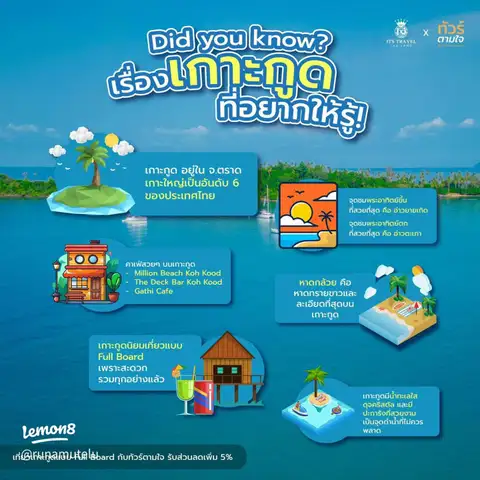 Did you know?
เรื่องเกาะกูด
ที่อยากให้รู้!
ITS TRAVEL
X
ทัวร์
ตามใจ
เกาะกูด อยู่ใน จ.ตราด
เกาะใหญ่เป็นอันดับ 6
ของประเทศไทย
จุดชมพระอาทิตย์ขึ้น
ที่สวยที่สุด คือ อ่าวยายเกิด
จุดชมพระอาทิตย์ตก
ที่สวยที่สุด คือ อ่าวตะเภา
คาเฟ่สวยๆ บนเกาะกูด
- Million Beach Koh Kood
- The Deck Bar Koh Kood
- Gathi Cafe
หาดกล้วย คือ
หาดทรายขาวและ
ละเอียดที่สุดบน
เกาะกูด
เกาะกูดนิยมเที่ยวแบบ
Full Board
เพราะสะดวก
รวมทุกอย่างแล้ว
เกาะกูดมีน้ำทะเลใส
ดุจคริสตัล และมี
ปะการังที่สวยงาม
เป็นจุดดำน้ำที่ไม่ควร
พลาด
Lemon8
@runamutelu
เที่ยวเกาะกูดแบบ Full Board กับทัวร์ตามใจ รับส่วนลดเพิ่ม 5%